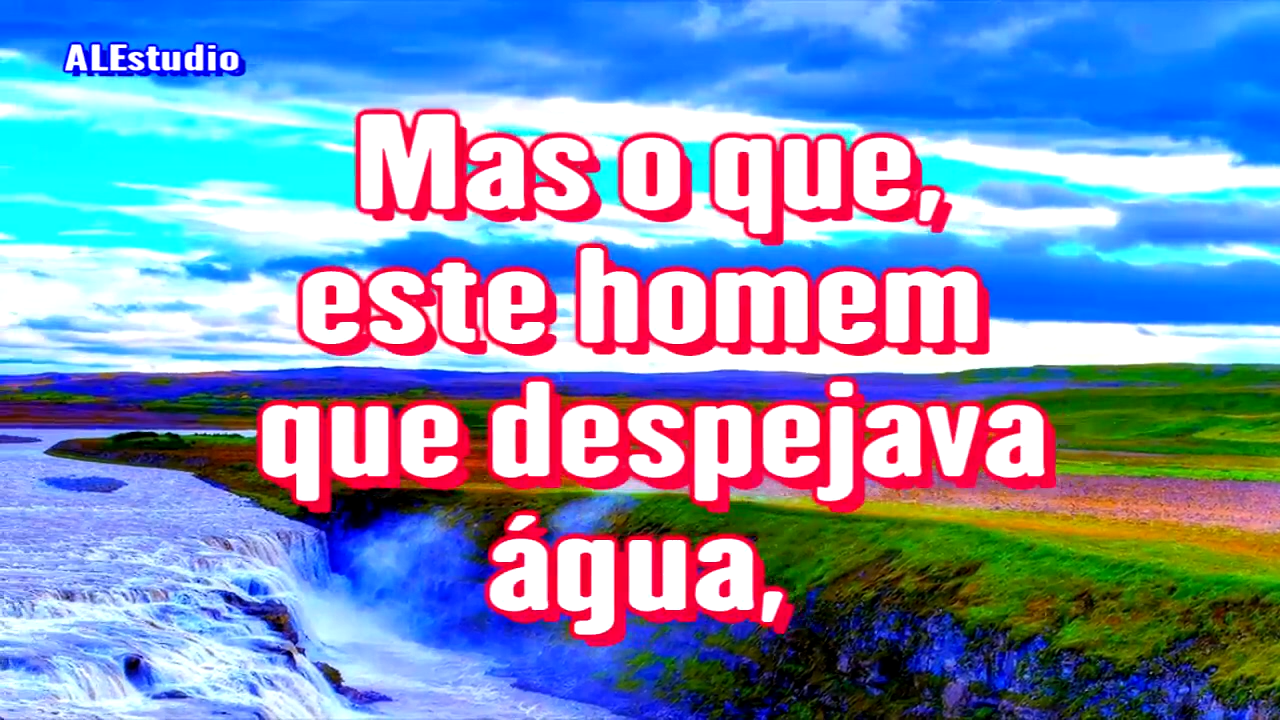 ALEstudio
Mas o que,
este homem
que despejava
água,